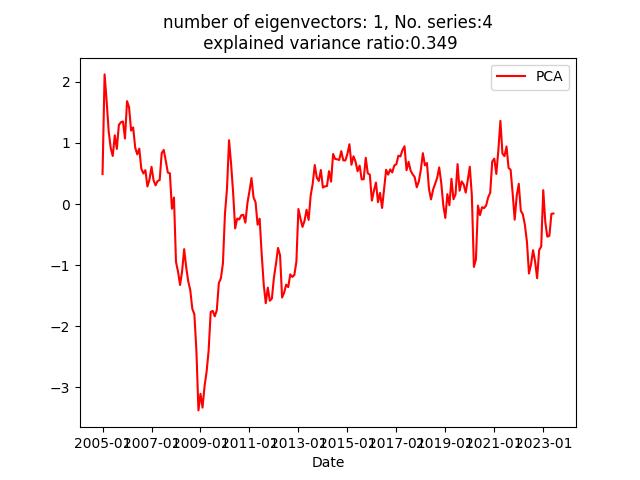 number of eigenvectors: 1, No. series:4
explained variance ratio:0.349
PCA
2
1
0
−1
−2
−3
2005-01 2007-01 2009-01 2011-01 2013-01 2015-01 2017-01 2019-01 2021-01 2023-01
Date